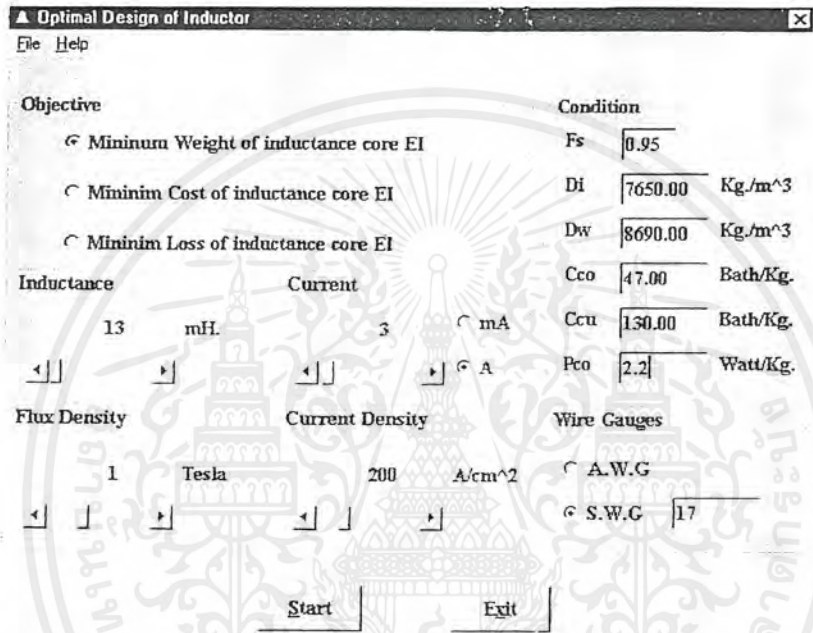 Optimal Design of Inductor
File Help
Objective
Mininum Weight of inductance core EI
Mininim Cost of inductance core EI
Mininim Loss of inductance core EI
Condition
Fs 0.95
Di 7650.00 Kg./m^3
Dw 8690.00 Kg./m^3
Cco 47.00 Bath/Kg.
Ccu 130.00 Bath/Kg.
Pco 2.2 Watt/Kg.
Inductance
13 mH.
Current
3 mA
A
Flux Density
1 Tesla
Current Density
200 A/cm^2
Wire Gauges
A.W.G
S.W.G 17
Start Exit